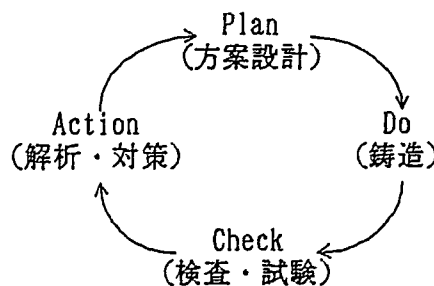 Plan
(方案設計)
Do
(鋳造)
Check
(検査・試験)
Action
(解析・対策)